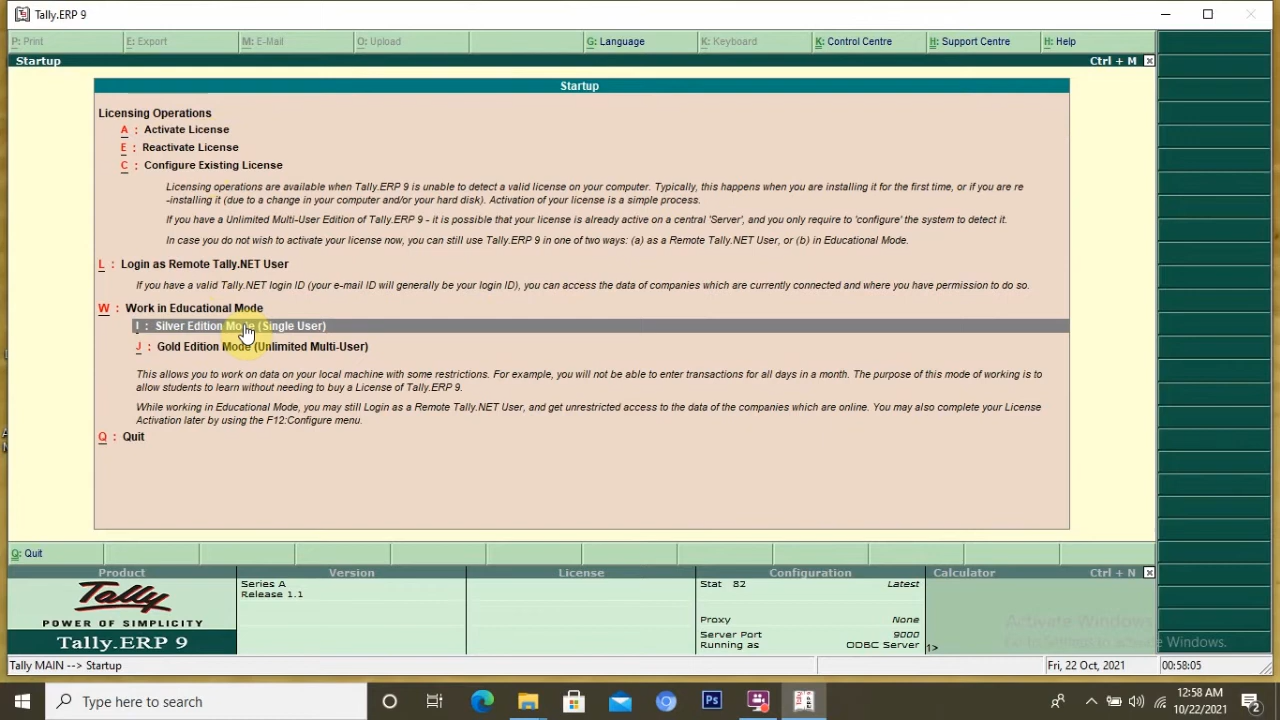 Tally.ERP 9
P: Print E: Export M: E-Mail O: Upload G: Language K: Keyboard K: Control Centre H: Support Centre H: Help
Startup Ctrl + M
Startup
Licensing Operations
A : Activate License
E : Reactivate License
C : Configure Existing License
Licensing operations are available when Tally.ERP 9 is unable to detect a valid license on your computer. Typically, this happens when you are installing it for the first time, or if you are re
-installing it (due to a change in your computer and/or your hard disk). Activation of your license is a simple process.
If you have a Unlimited Multi-User Edition of Tally.ERP 9 - it is possible that your license is already active on a central 'Server', and you only require to 'configure' the system to detect it.
In case you do not wish to activate your license now, you can still use Tally.ERP 9 in one of two ways: (a) as a Remote Tally.NET User, or (b) in Educational Mode.
L : Login as Remote Tally.NET User
If you have a valid Tally.NET login ID (your e-mail ID will generally be your login ID), you can access the data of companies which are currently connected and where you have permission to do so.
W : Work in Educational Mode
I : Silver Edition Mode (Single User)
J : Gold Edition Mode (Unlimited Multi-User)
This allows you to work on data on your local machine with some restrictions. For example, you will not be able to enter transactions for all days in a month. The purpose of this mode of working is to
allow students to learn without needing to buy a License of Tally.ERP 9.
While working in Educational Mode, you may still Login as a Remote Tally.NET User, and get unrestricted access to the data of the companies which are online. You may also complete your License
Activation later by using the F12:Configure menu.
Q : Quit
Q: Quit
Product Version License Configuration Calculator Ctrl + N
Tally
POWER OF SIMPLICITY
Tally.ERP 9
Series A
Release 1.1
Stat 82 Latest
Proxy None
Server Port 9000
Running as ODBC Server
1>
Activate Windows
Go to Settings to activate Windows.
Tally MAIN --> Startup Fri, 22 Oct, 2021 00:58:05
Type here to search
Ps
12:58 AM
10/22/2021
2